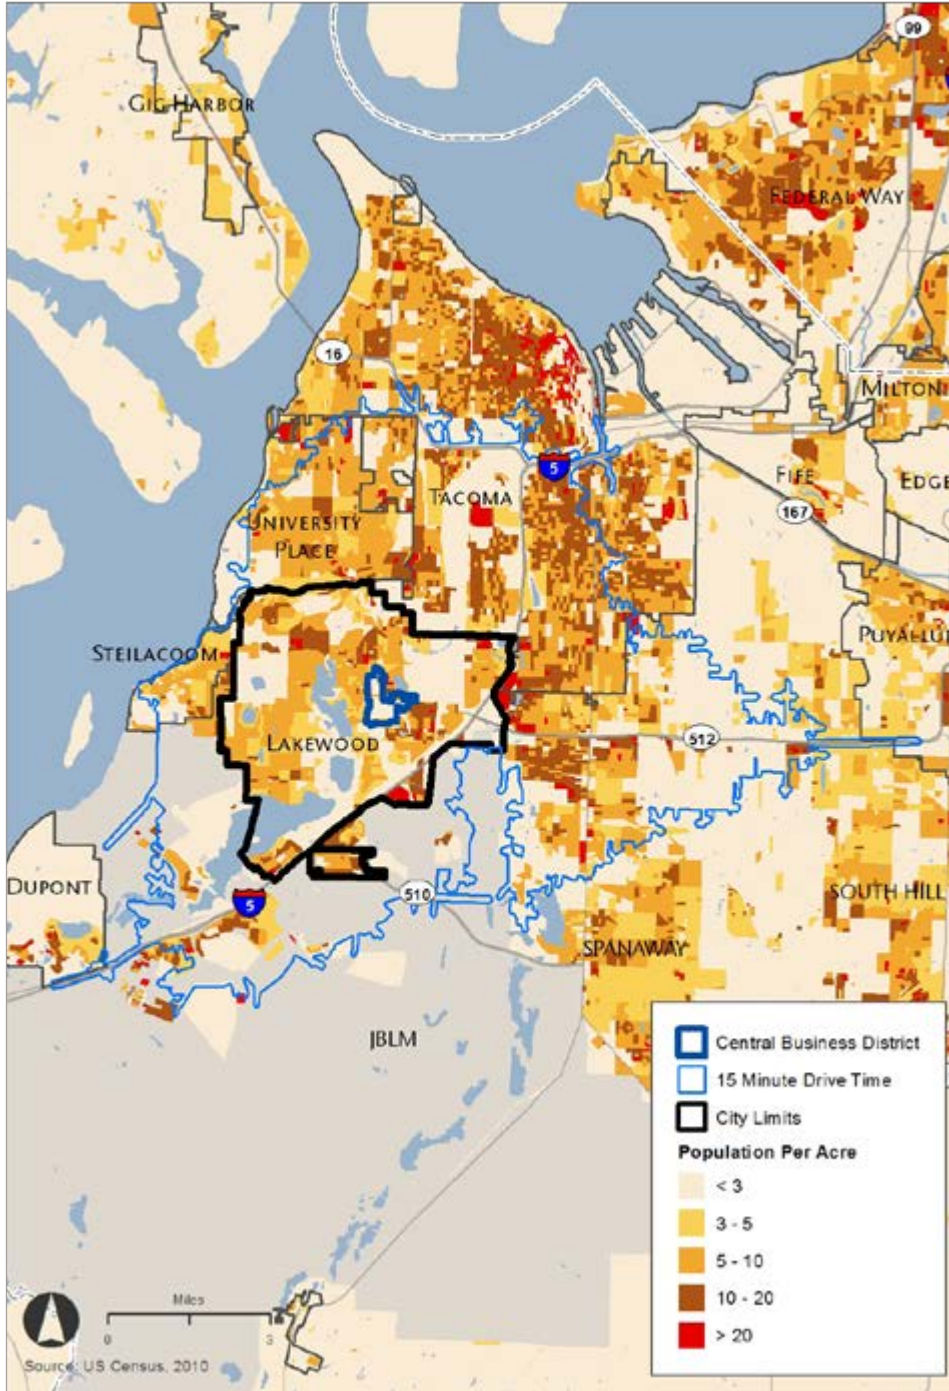 99
GIG HARBOR
FEDERAL WAY
16
MILTON
5
TACOMA
FIFE
EDGE
167
UNIVERSITY
PLACE
STEILACOOM
PUYALLUP
LAKEWOOD
512
DUPONT
5
510
SOUTH HILL
SPANAWAY
JBLM
Central Business District
15 Minute Drive Time
City Limits
Population Per Acre
< 3
3 - 5
5 - 10
10 - 20
> 20
Miles
0
3
Source: US Census, 2010